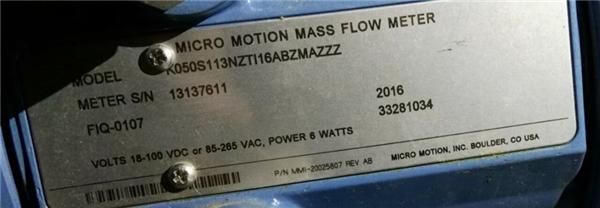 MICRO MOTION MASS FLOW METER
MODEL K050S113NZTI16ABZMAZZZ
METER S/N 13137611 2016
FIQ-0107 33281034
VOLTS 18-100 VDC or 85-265 VAC, POWER 6 WATTS
P/N MMI-20025807 REV AB MICRO MOTION, INC. BOULDER, CO USA